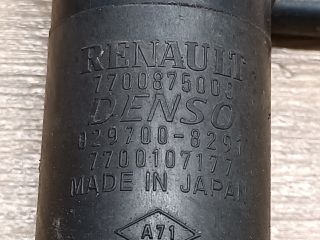 RENAULT
7700875003
DENSO
029700-8291
7700107177
MADE IN JAPAN
A71